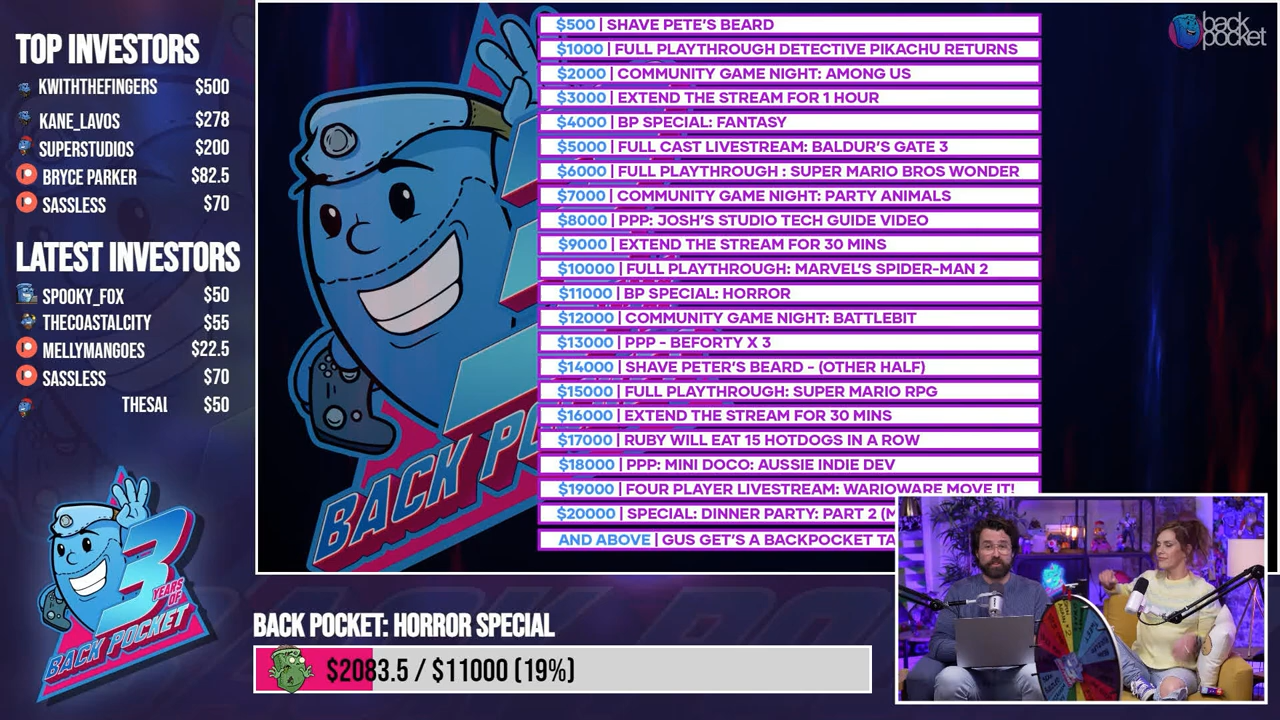 TOP INVESTORS
KWITHTHEFINGERS $500
KANE_LAVOS $278
SUPERSTUDIOS $200
BRYCE PARKER $82.5
SASSLESS $70
LATEST INVESTORS
SPOOKY_FOX $50
THECOASTALCITY $55
MELLYMANGOES $22.5
SASSLESS $70
THESAL $50
3 YEARS OF
BACK POCKET
BACK PO
$500 | SHAVE PETE'S BEARD
$1000 | FULL PLAYTHROUGH DETECTIVE PIKACHU RETURNS
$2000 | COMMUNITY GAME NIGHT: AMONG US
$3000 | EXTEND THE STREAM FOR 1 HOUR
$4000 | BP SPECIAL: FANTASY
$5000 | FULL CAST LIVESTREAM: BALDUR'S GATE 3
$6000 | FULL PLAYTHROUGH : SUPER MARIO BROS WONDER
$7000 | COMMUNITY GAME NIGHT: PARTY ANIMALS
$8000 | PPP: JOSH'S STUDIO TECH GUIDE VIDEO
$9000 | EXTEND THE STREAM FOR 30 MINS
$10000 | FULL PLAYTHROUGH: MARVEL'S SPIDER-MAN 2
$11000 | BP SPECIAL: HORROR
$12000 | COMMUNITY GAME NIGHT: BATTLEBIT
$13000 | PPP - BEFORTY X 3
$14000 | SHAVE PETER'S BEARD - (OTHER HALF)
$15000 | FULL PLAYTHROUGH: SUPER MARIO RPG
$16000 | EXTEND THE STREAM FOR 30 MINS
$17000 | RUBY WILL EAT 15 HOTDOGS IN A ROW
$18000 | PPP: MINI DOCO: AUSSIE INDIE DEV
$19000 | FOUR PLAYER LIVESTREAM: WARIOWARE MOVE IT!
$20000 | SPECIAL: DINNER PARTY: PART 2 (M
AND ABOVE | GUS GET'S A BACKPOCKET TA
back
pocket
BACK POCKET: HORROR SPECIAL
$2083.5 / $11000 (19%)